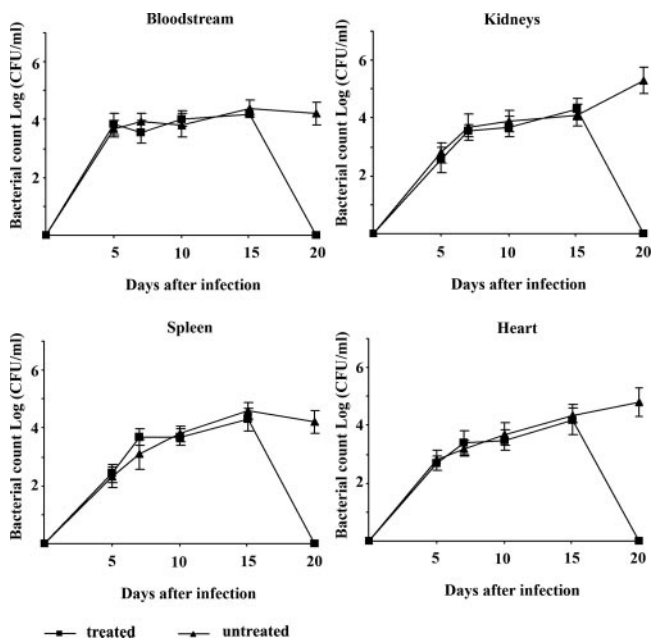 Bloodstream
Bacterial count Log (CFU/ml)
6
4
2
5 10 15 20
Days after infection
Kidneys
Bacterial count Log (CFU/ml)
6
4
2
5 10 15 20
Days after infection
Spleen
Bacterial count Log (CFU/ml)
6
4
2
5 10 15 20
Days after infection
Heart
Bacterial count Log (CFU/ml)
6
4
2
5 10 15 20
Days after infection
treated untreated